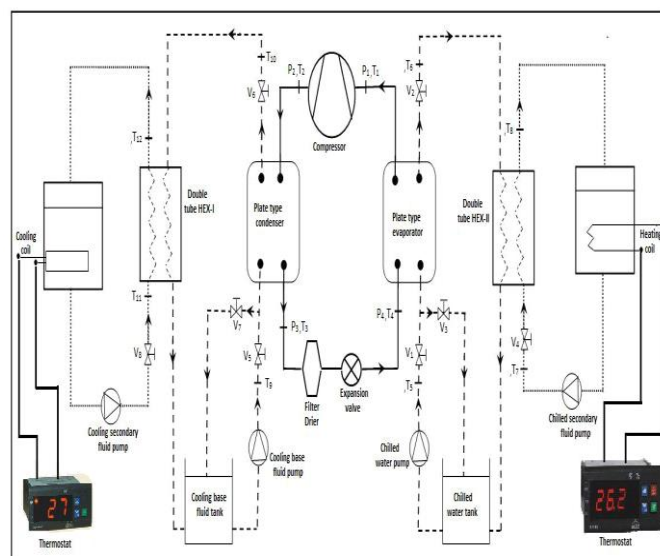 T10
P2,T2
P1,T1
,T6
V6
V2
,T8
,T12
Compressor
Double
tube HEX-I
Plate type
condenser
Plate type
evaporator
Double
tube HEX-II
Cooling
coil
Heating
coil
T11
V7
P3,T3
P4,T4
V3
V8
V5
V1
V4
T9
,T5
,T7
Filter
Drier
Expansion
valve
Cooling secondary
fluid pump
Cooling base
fluid pump
Chilled
water pump
Chilled secondary
fluid pump
Cooling base
fluid tank
Chilled
water tank
27
26.2
Thermostat
Thermostat